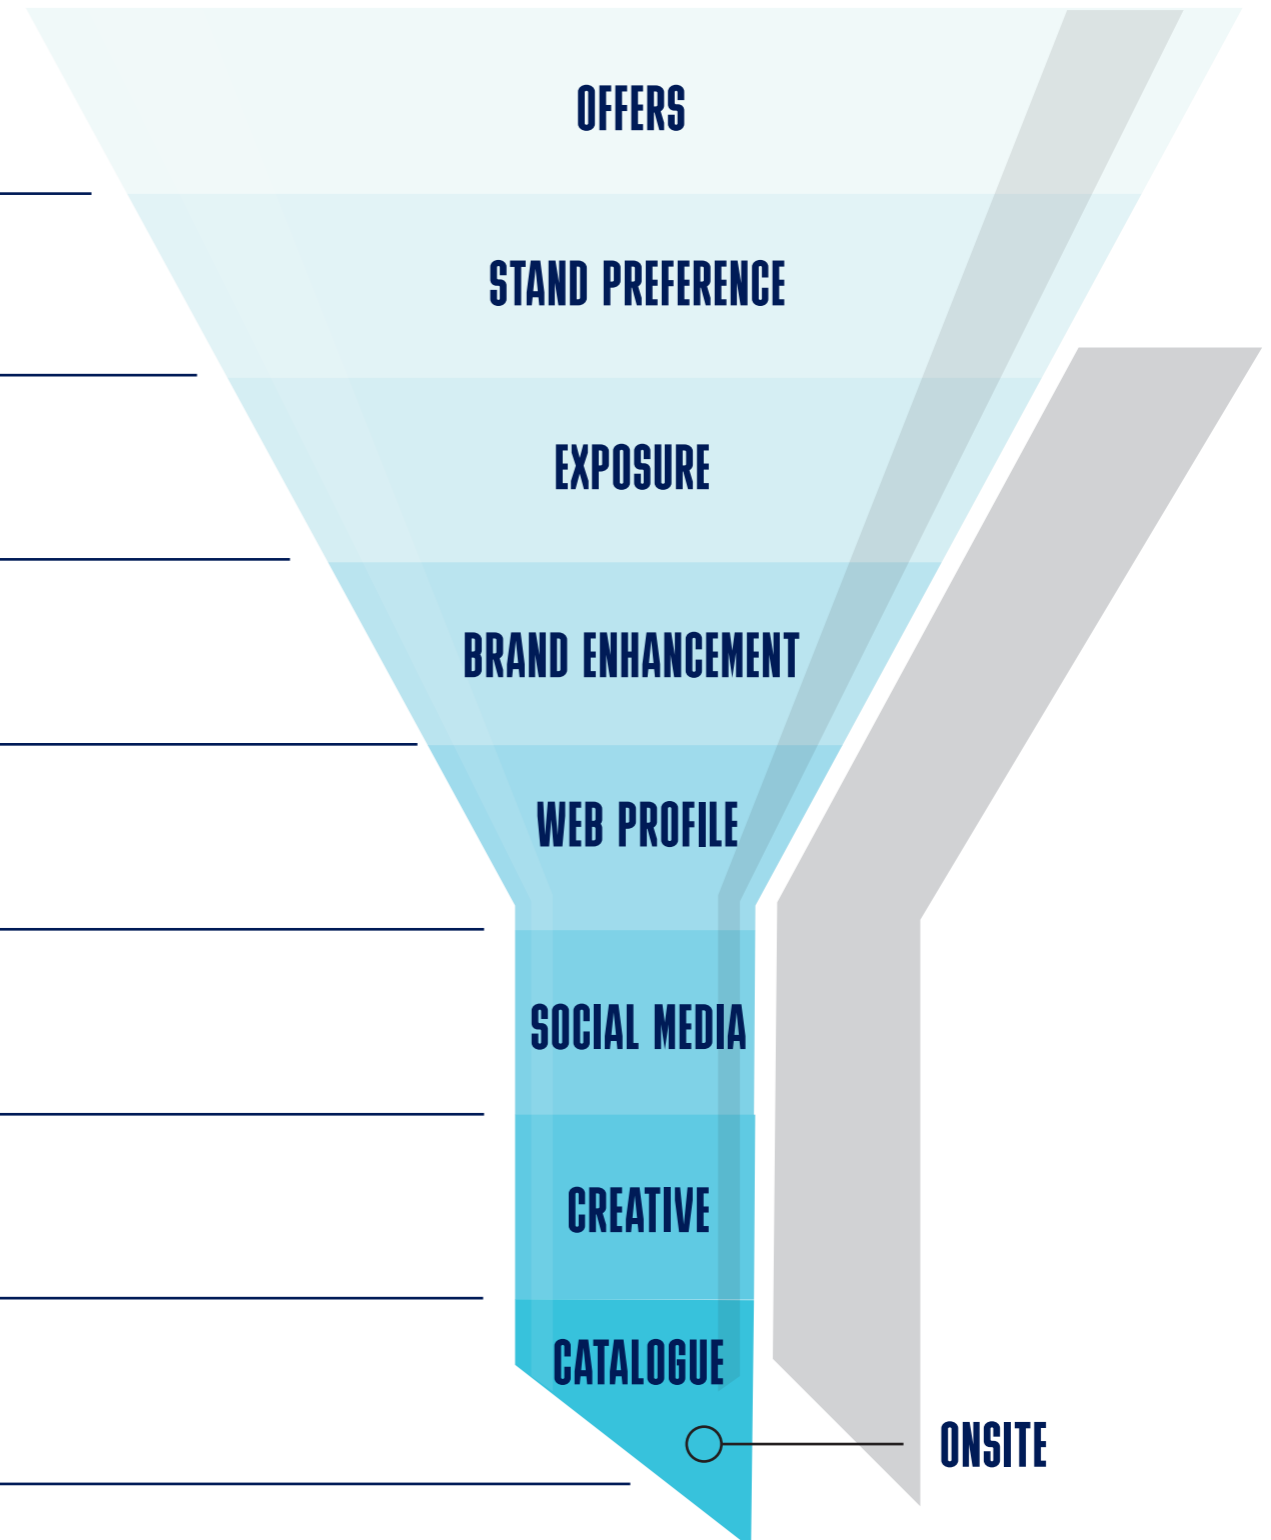 OFFERS
STAND PREFERENCE
EXPOSURE
BRAND ENHANCEMENT
WEB PROFILE
SOCIAL MEDIA
CREATIVE
CATALOGUE
ONSITE